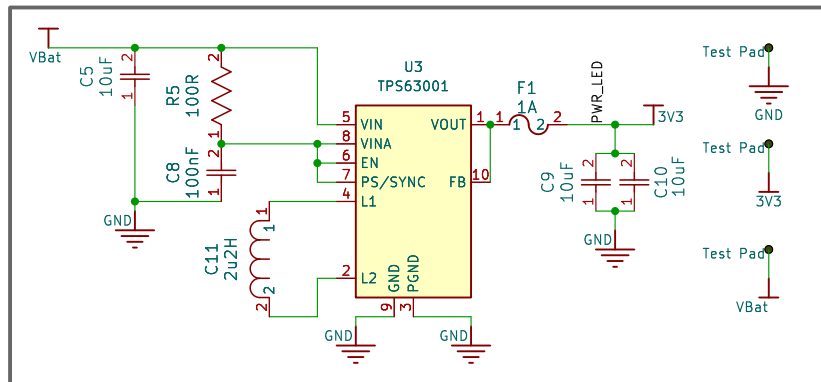 VBat
C5
10uF
2
1
R5
100R
2
1
C8
100nF
2
1
GND
C11
2u2H
1
1
2
2
U3
TPS63001
5 VIN
8 VINA
6 EN
7 PS/SYNC
4 L1
2 L2
VOUT 1
FB 10
GND
9
PGND
3
GND
GND
F1
1A
1
1 2
2
PWR_LED
3V3
C9
10uF
2
1
C10
10uF
2
1
GND
Test Pad
GND
Test Pad
3V3
Test Pad
VBat